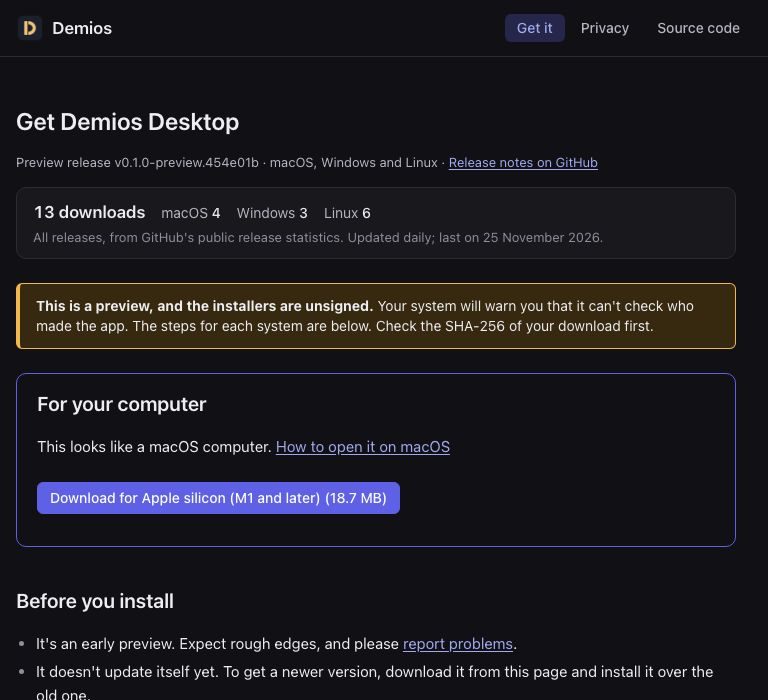 Demios
Get it
Privacy
Source code
Get Demios Desktop
Preview release v0.1.0-preview.454e01b · macOS, Windows and Linux · Release notes on GitHub
13 downloads macOS 4 Windows 3 Linux 6
All releases, from GitHub's public release statistics. Updated daily; last on 25 November 2026.
This is a preview, and the installers are unsigned. Your system will warn you that it can't check who
made the app. The steps for each system are below. Check the SHA-256 of your download first.
For your computer
This looks like a macOS computer. How to open it on macOS
Download for Apple silicon (M1 and later) (18.7 MB)
Before you install
• It's an early preview. Expect rough edges, and please report problems.
• It doesn't update itself yet. To get a newer version, download it from this page and install it over the
old one.